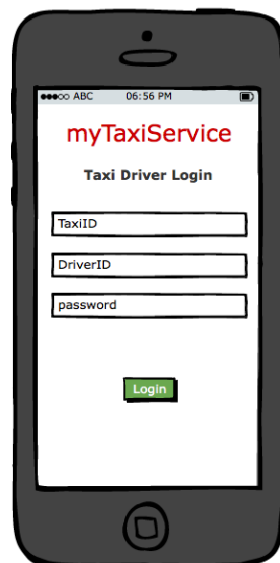 ABC 06:56 PM
myTaxiService
Taxi Driver Login
TaxiID
DriverID
password
Login